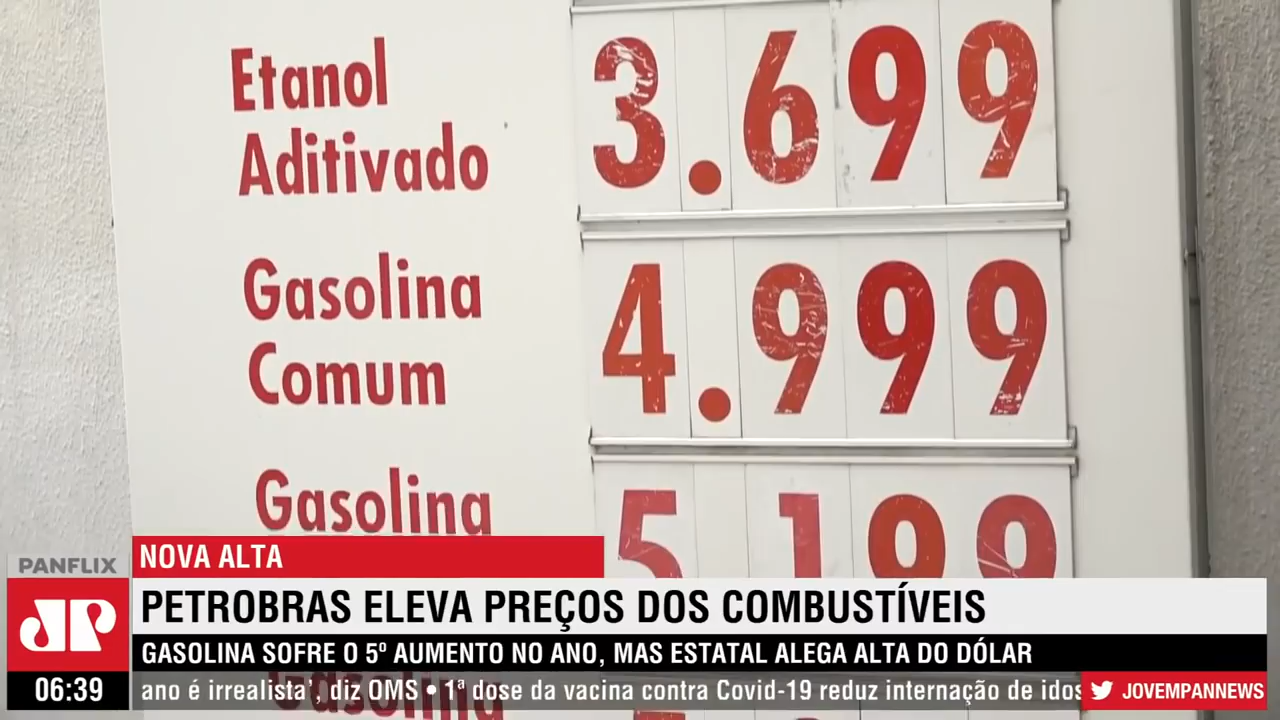 Etanol
Aditivado
3.699
Gasolina
Comum
4.999
Gasolina
5.199
PANFLIX
NOVA ALTA
JP
PETROBRAS ELEVA PREÇOS DOS COMBUSTÍVEIS
GASOLINA SOFRE O 5º AUMENTO NO ANO, MAS ESTATAL ALEGA ALTA DO DÓLAR
06:39
ano é irrealista', diz OMS • 1ª dose da vacina contra Covid-19 reduz internação de idos
JOVEMPANNEWS
Gasolina